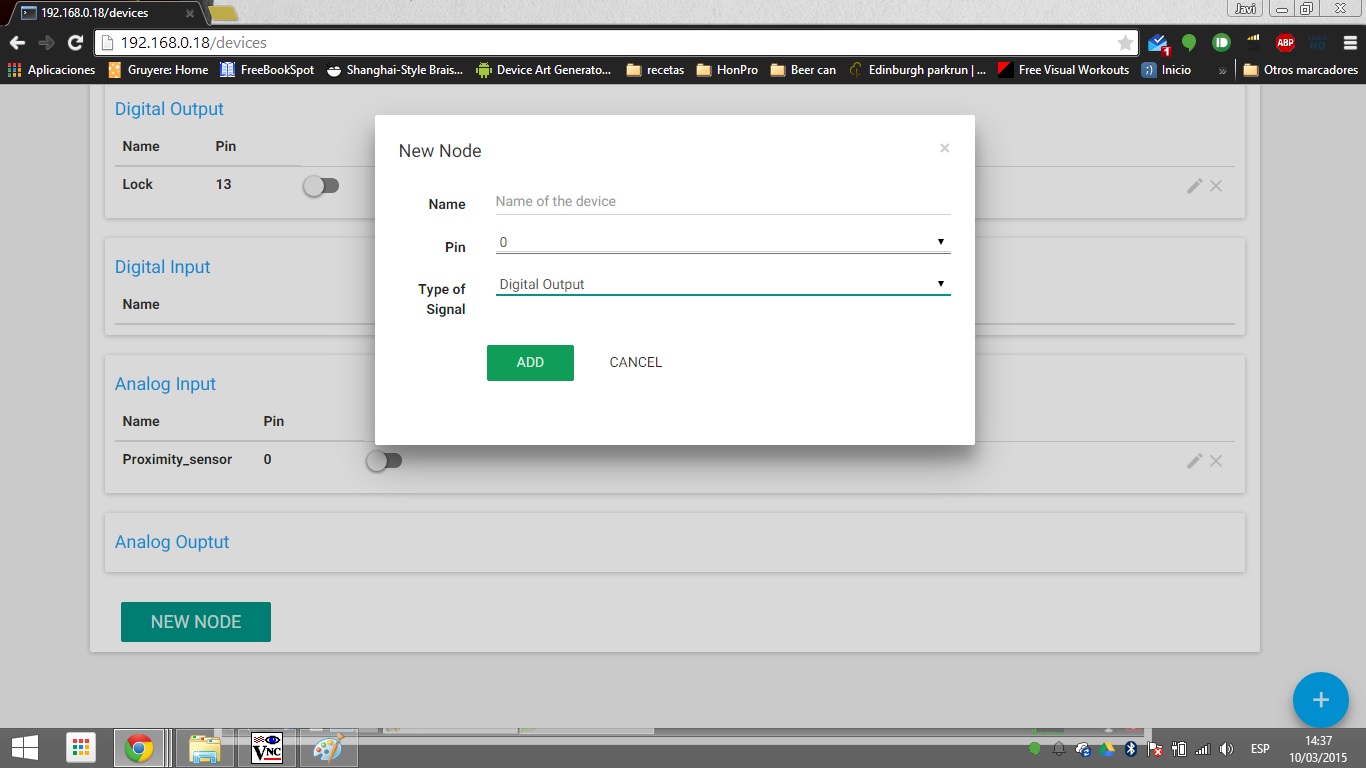 192.168.0.18/devices
Javi
192.168.0.18/devices
1
ABP
Aplicaciones Gruyere: Home FreeBookSpot Shanghai-Style Brais... Device Art Generato... recetas HonPro Beer can Edinburgh parkrun | ... Free Visual Workouts Inicio » Otros marcadores
Digital Output
Name Pin
Lock 13
Digital Input
Name
Analog Input
Name Pin
Proximity_sensor 0
Analog Ouptut
NEW NODE
New Node
Name Name of the device
Pin 0
Type of Signal Digital Output
ADD CANCEL
VNC
ESP
14:37
10/03/2015